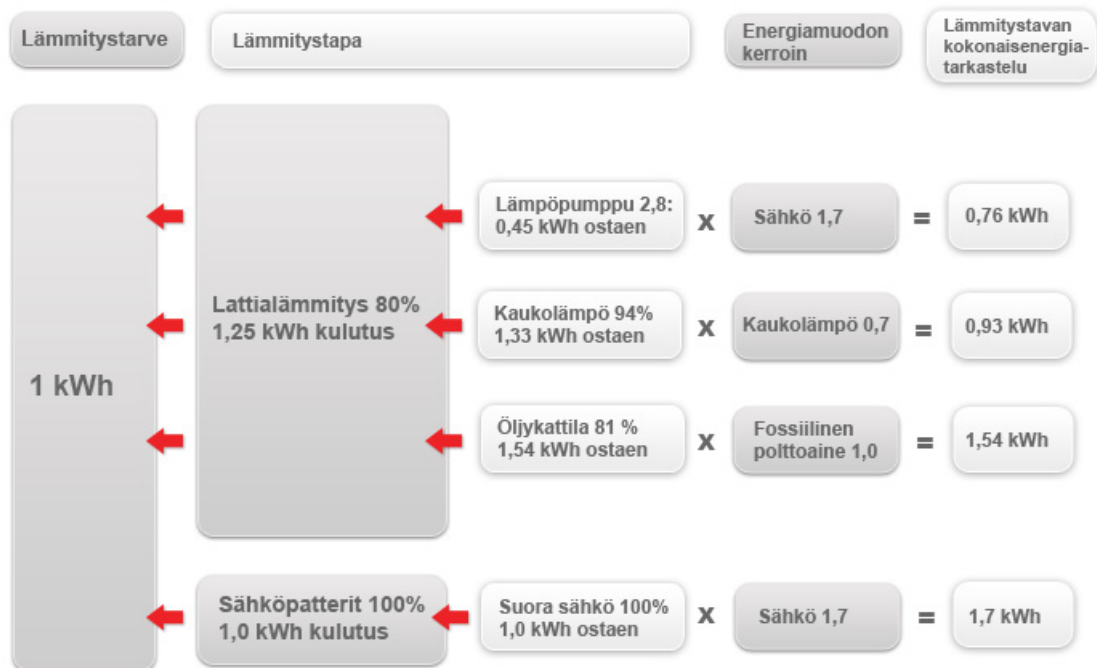 Lämmitystarve
Lämmitystapa
Energiamuodon
kerroin
Lämmitystavan
kokonaisenergia-
tarkastelu
1 kWh
Lattialämmitys 80%
1,25 kWh kulutus
Lämpöpumppu 2,8:
0,45 kWh ostaen
x
Sähkö 1,7
=
0,76 kWh
Kaukolämpö 94%
1,33 kWh ostaen
x
Kaukolämpö 0,7
=
0,93 kWh
Öljykattila 81 %
1,54 kWh ostaen
x
Fossiilinen
polttoaine 1,0
=
1,54 kWh
Sähköpatterit 100%
1,0 kWh kulutus
Suora sähkö 100%
1,0 kWh ostaen
x
Sähkö 1,7
=
1,7 kWh